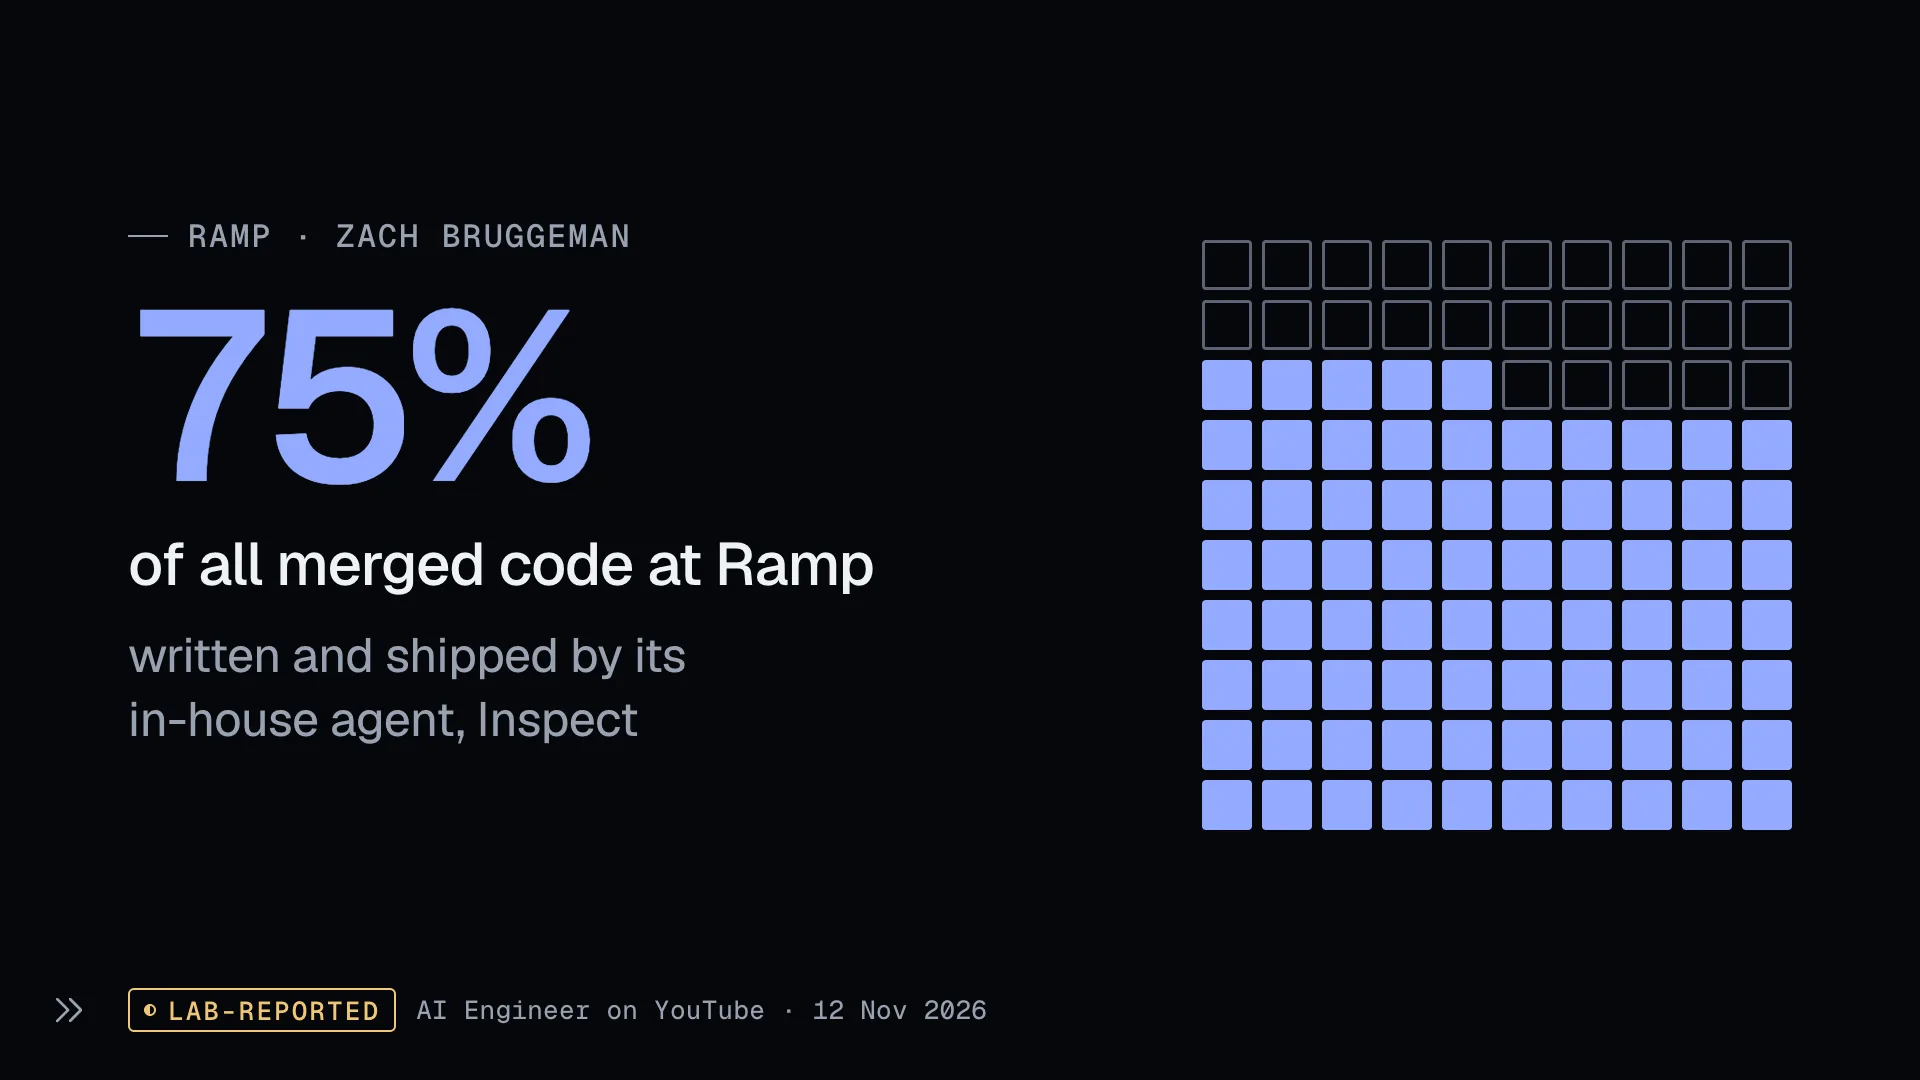 RAMP · ZACH BRUGGEMAN
75%
of all merged code at Ramp
written and shipped by its
in-house agent, Inspect
LAB-REPORTED
AI Engineer on YouTube · 12 Nov 2026